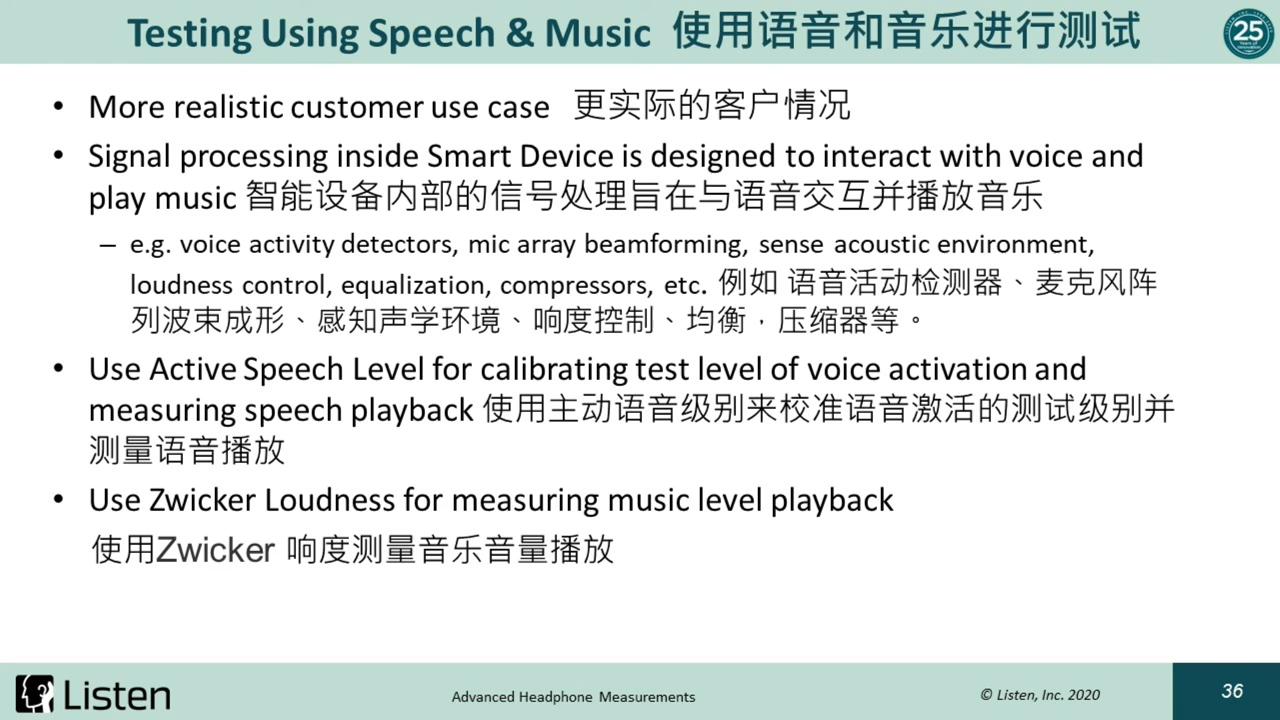 Testing Using Speech & Music 使用语音和音乐进行测试
25
• More realistic customer use case 更实际的客户情况
• Signal processing inside Smart Device is designed to interact with voice and
play music 智能设备内部的信号处理旨在与语音交互并播放音乐
– e.g. voice activity detectors, mic array beamforming, sense acoustic environment,
loudness control, equalization, compressors, etc. 例如 语音活动检测器、麦克风阵
列波束成形、感知声学环境、响度控制、均衡，压缩器等。
• Use Active Speech Level for calibrating test level of voice activation and
measuring speech playback 使用主动语音级别来校准语音激活的测试级别并
测量语音播放
• Use Zwicker Loudness for measuring music level playback
使用Zwicker 响度测量音乐音量播放
Listen
Advanced Headphone Measurements
© Listen, Inc. 2020
36